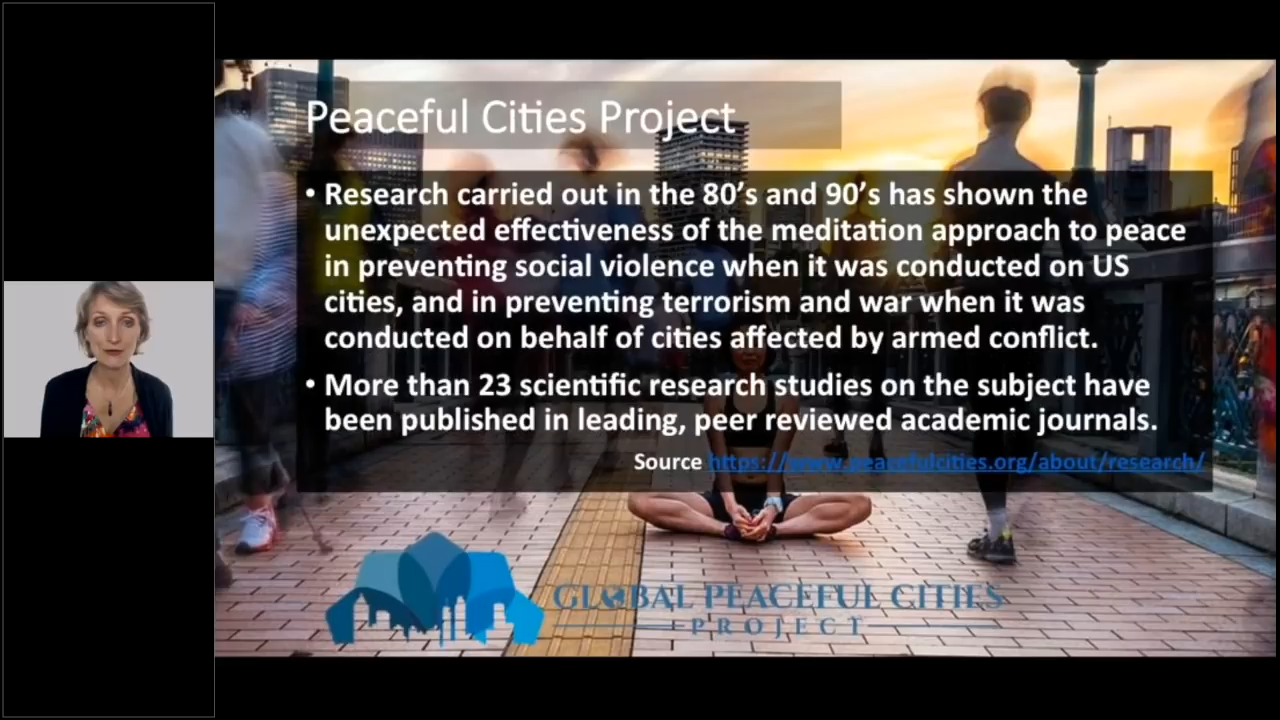 Peaceful Cities Project
• Research carried out in the 80’s and 90’s has shown the
unexpected effectiveness of the meditation approach to peace
in preventing social violence when it was conducted on US
cities, and in preventing terrorism and war when it was
conducted on behalf of cities affected by armed conflict.
• More than 23 scientific research studies on the subject have
been published in leading, peer reviewed academic journals.
Source https://www.peacefulcities.org/about/research/
GLOBAL PEACEFUL CITIES
PROJECT